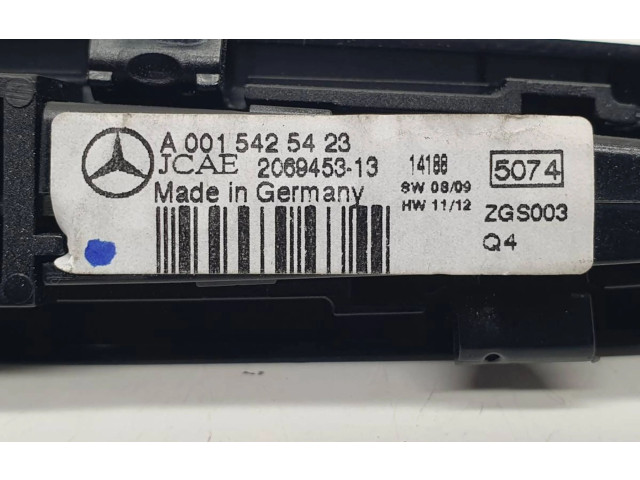 A 001 542 54 23
JCAE 2069453-13
Made in Germany
14188
SW 08/09
HW 11/12
5074
ZGS003
Q4